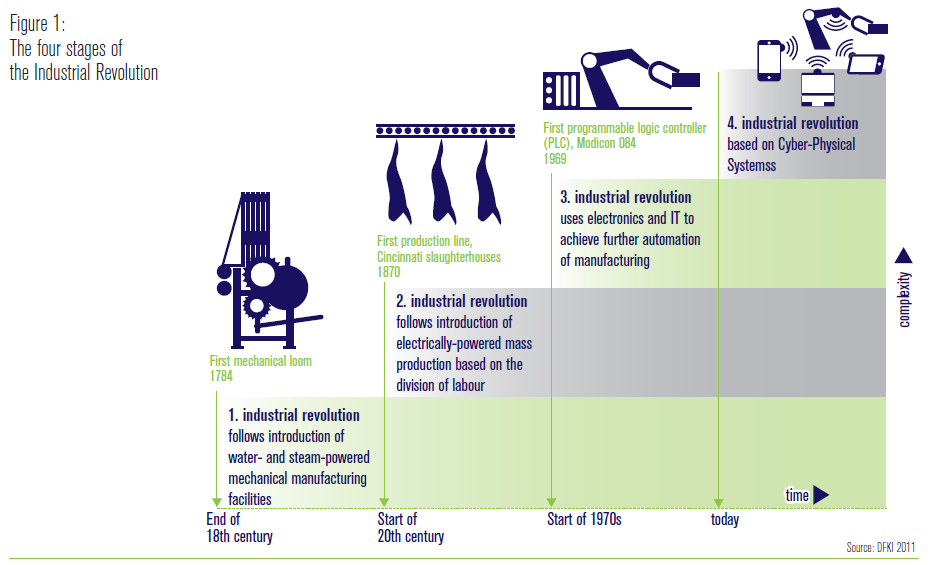 Figure 1:
The four stages of
the Industrial Revolution
First mechanical loom
1784
1. industrial revolution
follows introduction of
water- and steam-powered
mechanical manufacturing
facilities
End of
18th century
First production line,
Cincinnati slaughterhouses
1870
2. industrial revolution
follows introduction of
electrically-powered mass
production based on the
division of labour
Start of
20th century
First programmable logic controller
(PLC), Modicon 084
1969
3. industrial revolution
uses electronics and IT to
achieve further automation
of manufacturing
Start of 1970s
4. industrial revolution
based on Cyber-Physical
Systemss
today
time
complexity
Source: DFKI 2011